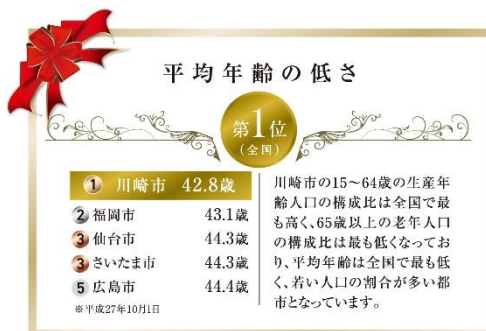 平均年齢の低さ
第1位
(全国)
1 川崎市 42.8歳
2 福岡市 43.1歳
3 仙台市 44.3歳
3 さいたま市 44.3歳
5 広島市 44.4歳
※平成27年10月1日
川崎市の15~64歳の生産年
齢人口の構成比は全国で最
も高く、65歳以上の老年人口
の構成比は最も低くなってお
り、平均年齢は全国で最も低
く、若い人口の割合が多い都
市となっています。